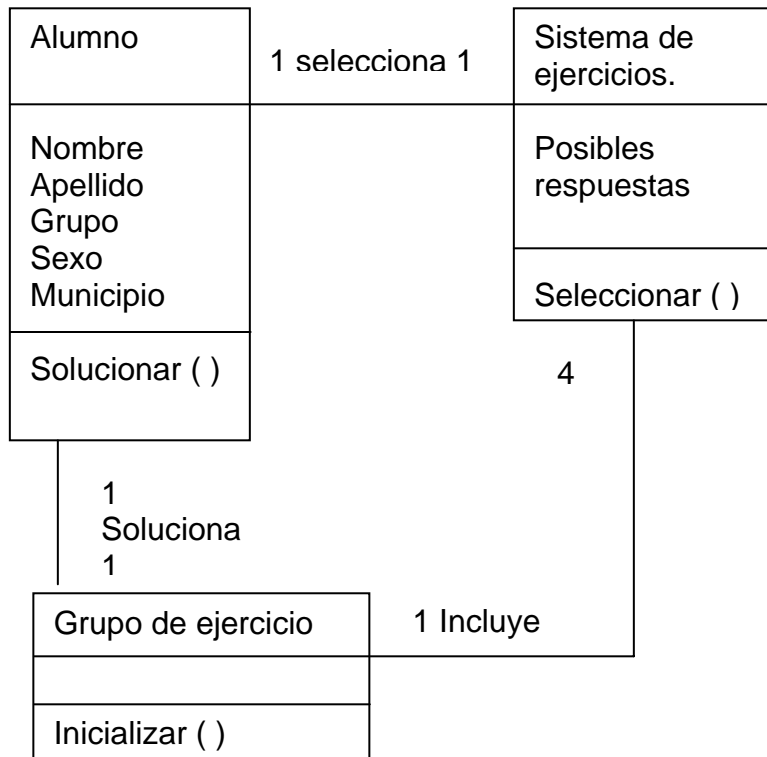 Alumno
1 selecciona 1
Sistema de
ejercicios.
Nombre
Apellido
Grupo
Sexo
Municipio
Posibles
respuestas
Solucionar ( )
Seleccionar ( )
4
1
Soluciona
1
Grupo de ejercicio
1 Incluye
Inicializar ( )